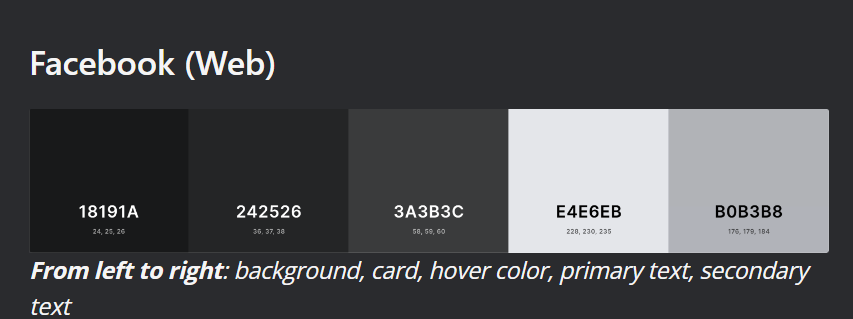 Facebook (Web)
18191A 242526 3A3B3C E4E6EB B0B3B8
24, 25, 26 36, 37, 38 58, 59, 60 228, 230, 235 176, 179, 184
From left to right: background, card, hover color, primary text, secondary
text